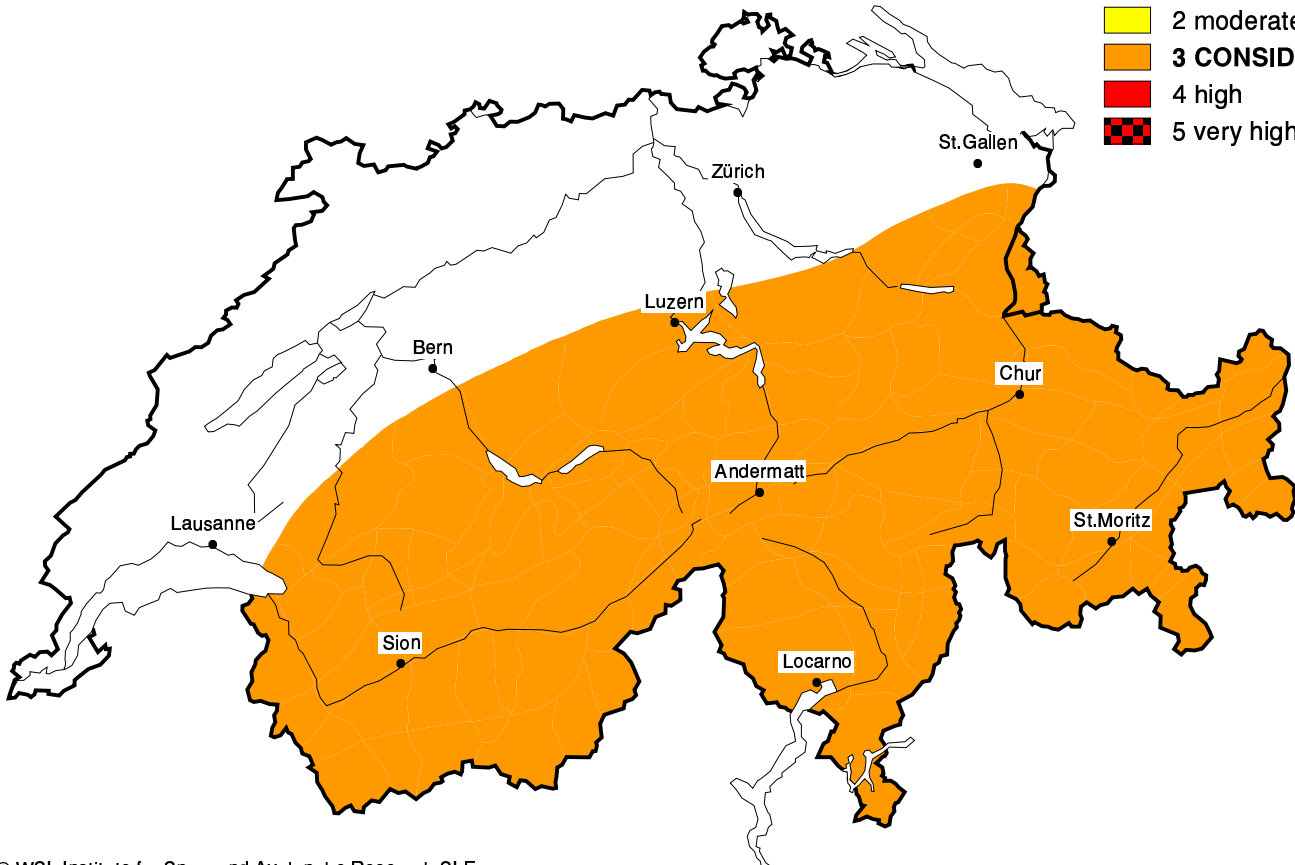 2 moderate
3 CONSID
4 high
5 very high
St.Gallen
Zürich
Luzern
Bern
Chur
Andermatt
Lausanne
St.Moritz
Sion
Locarno